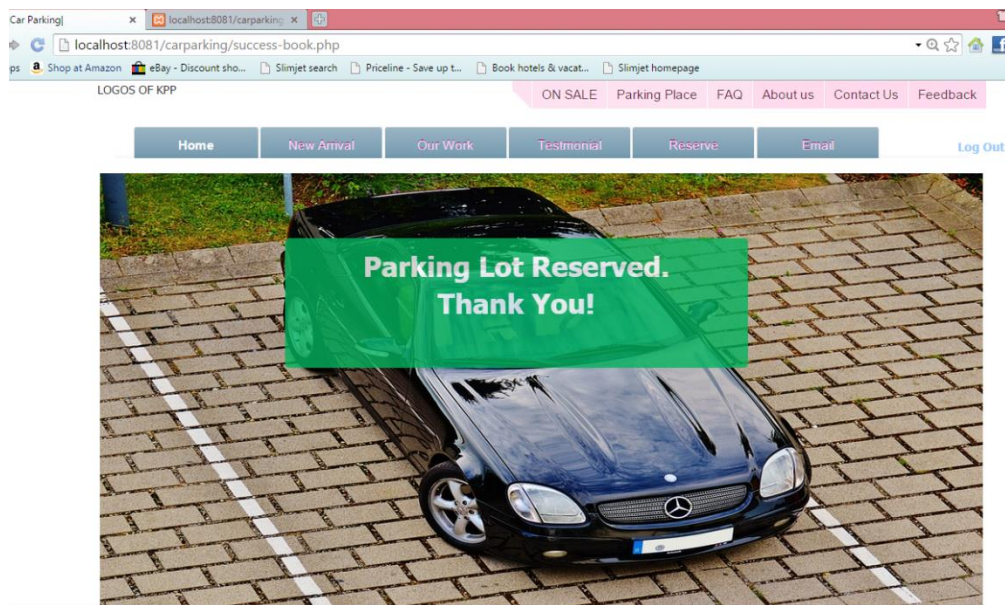 Car Parking|
localhost:8081/carparking
localhost:8081/carparking/success-book.php
ps
Shop at Amazon
eBay - Discount sho...
Slimjet search
Priceline - Save up t...
Book hotels & vacat...
Slimjet homepage
LOGOS OF KPP
ON SALE
Parking Place
FAQ
About us
Contact Us
Feedback
Home
New Arrival
Our Work
Testmonial
Reserve
Email
Log Out
Parking Lot Reserved.
Thank You!